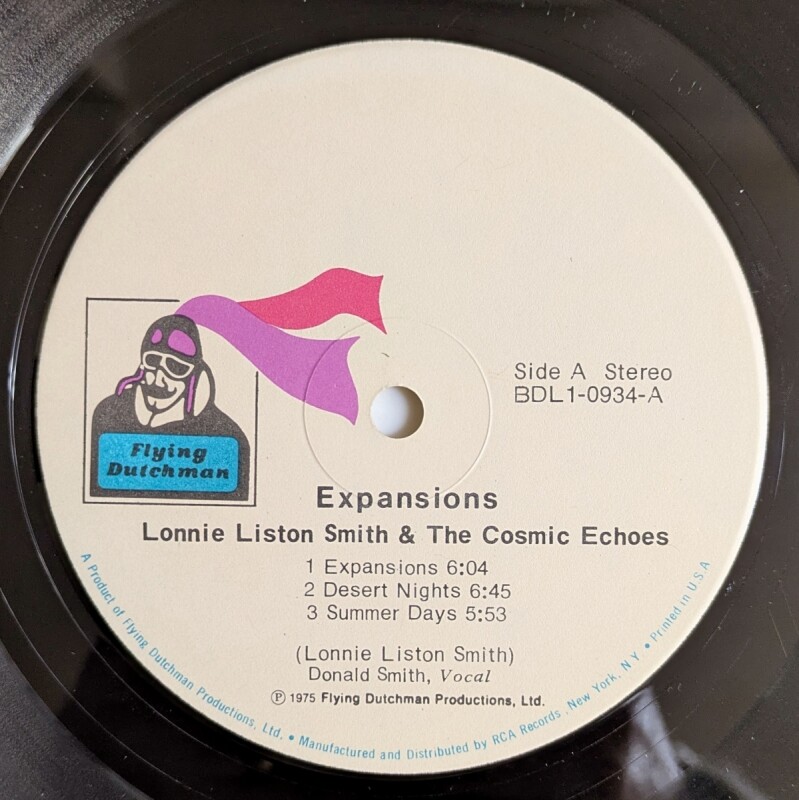 Side A Stereo
BDL1-0934-A
Flying
Dutchman
Expansions
Lonnie Liston Smith & The Cosmic Echoes
1 Expansions 6:04
2 Desert Nights 6:45
3 Summer Days 5:53
(Lonnie Liston Smith)
Donald Smith, Vocal
℗ 1975 Flying Dutchman Productions, Ltd.
A Product of Flying Dutchman Productions, Ltd. • Manufactured and Distributed by RCA Records, New York, N Y • Printed in U.S.A